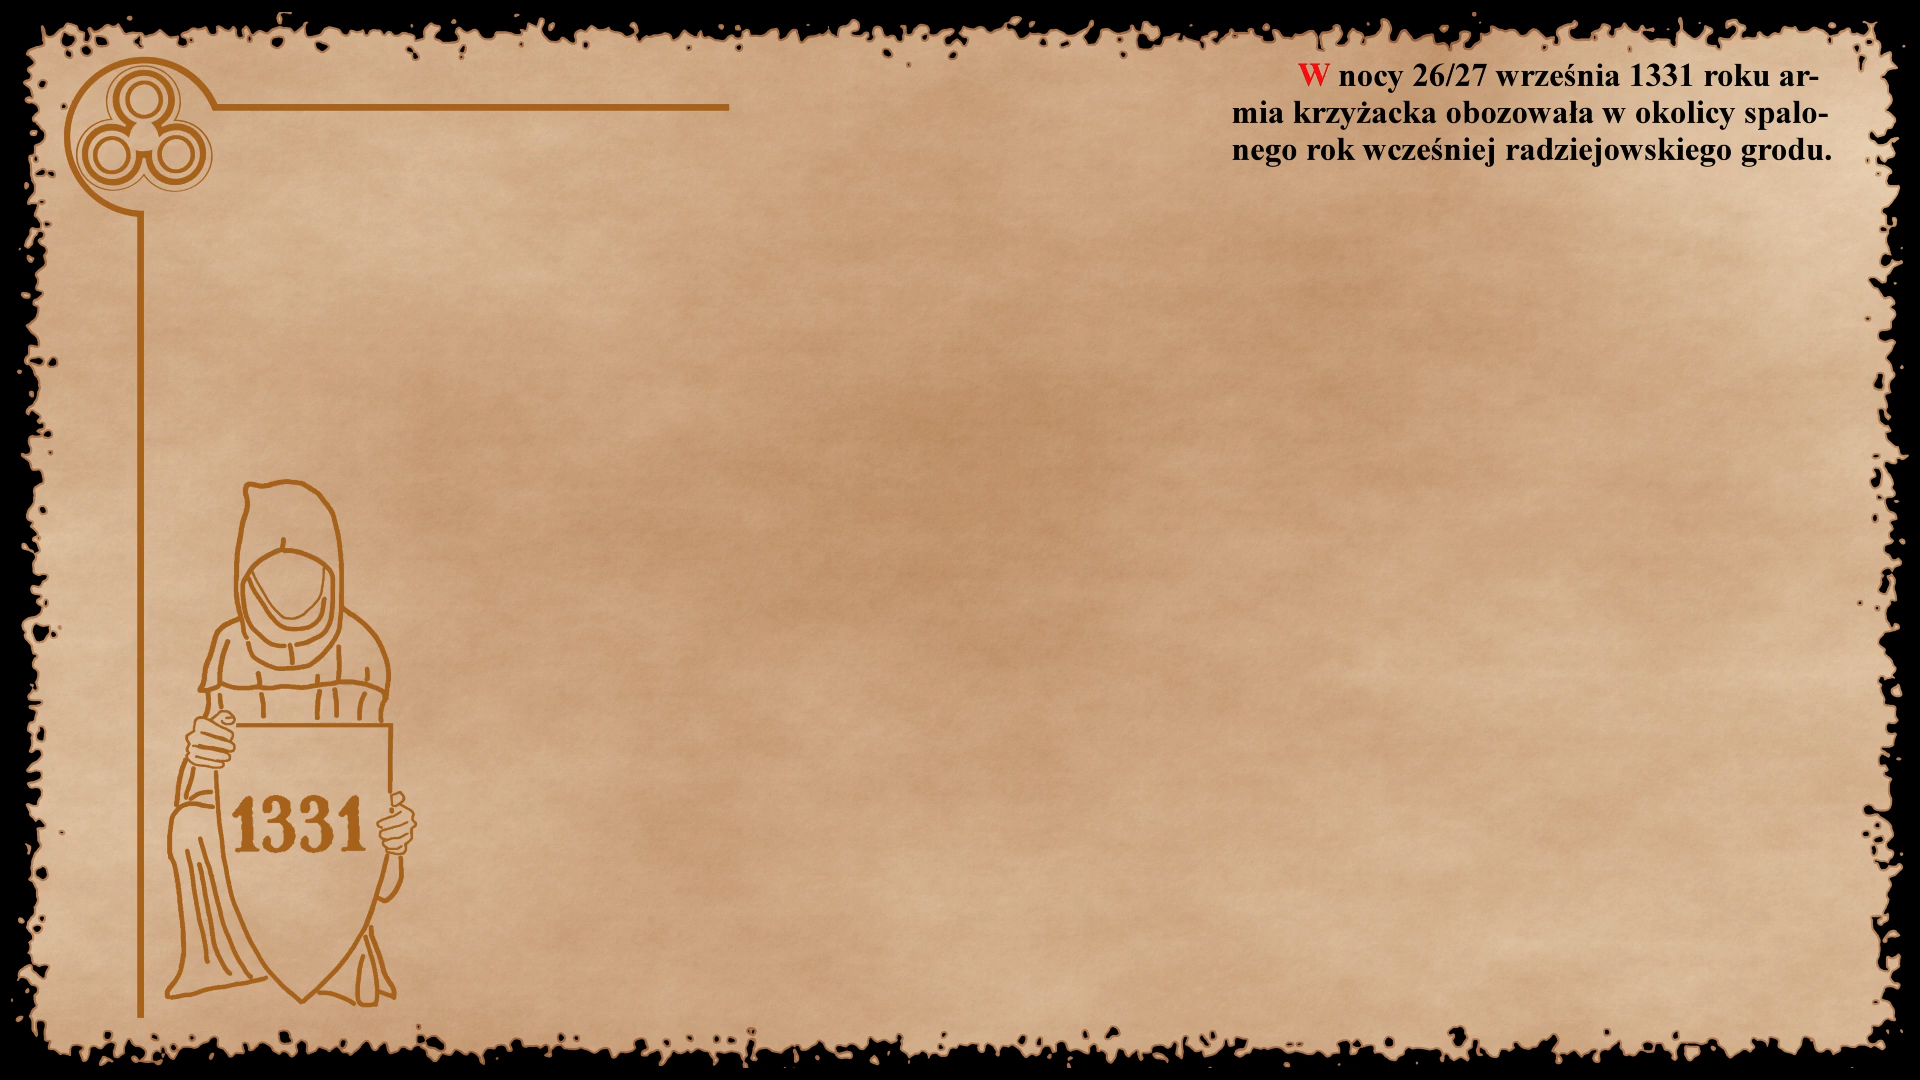 W nocy 26/27 września 1331 roku ar-
mia krzyżacka obozowała w okolicy spalo-
nego rok wcześniej radziejowskiego grodu.
1331